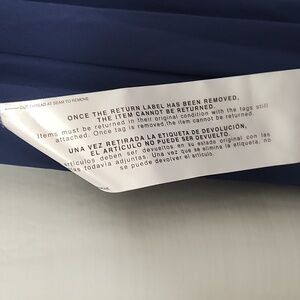 CUT THREAD AT SEAM TO REMOVE
ONCE THE RETURN LABEL HAS BEEN REMOVED,
THE ITEM CANNOT BE RETURNED.
Items must be returned in their original condition with the tags still
attached. Once tag is removed.the item cannot be returned.
UNA VEZ RETIRADA LA ETIQUETA DE DEVOLUCIÓN,
EL ARTÍCULO NO PUEDE SER DEVUELTO.
artículos deben ser devueltos en su estado original con las
as todavía adjuntas. Una vez que se elimina la etiqueta, no
se puede devolver el artículo.